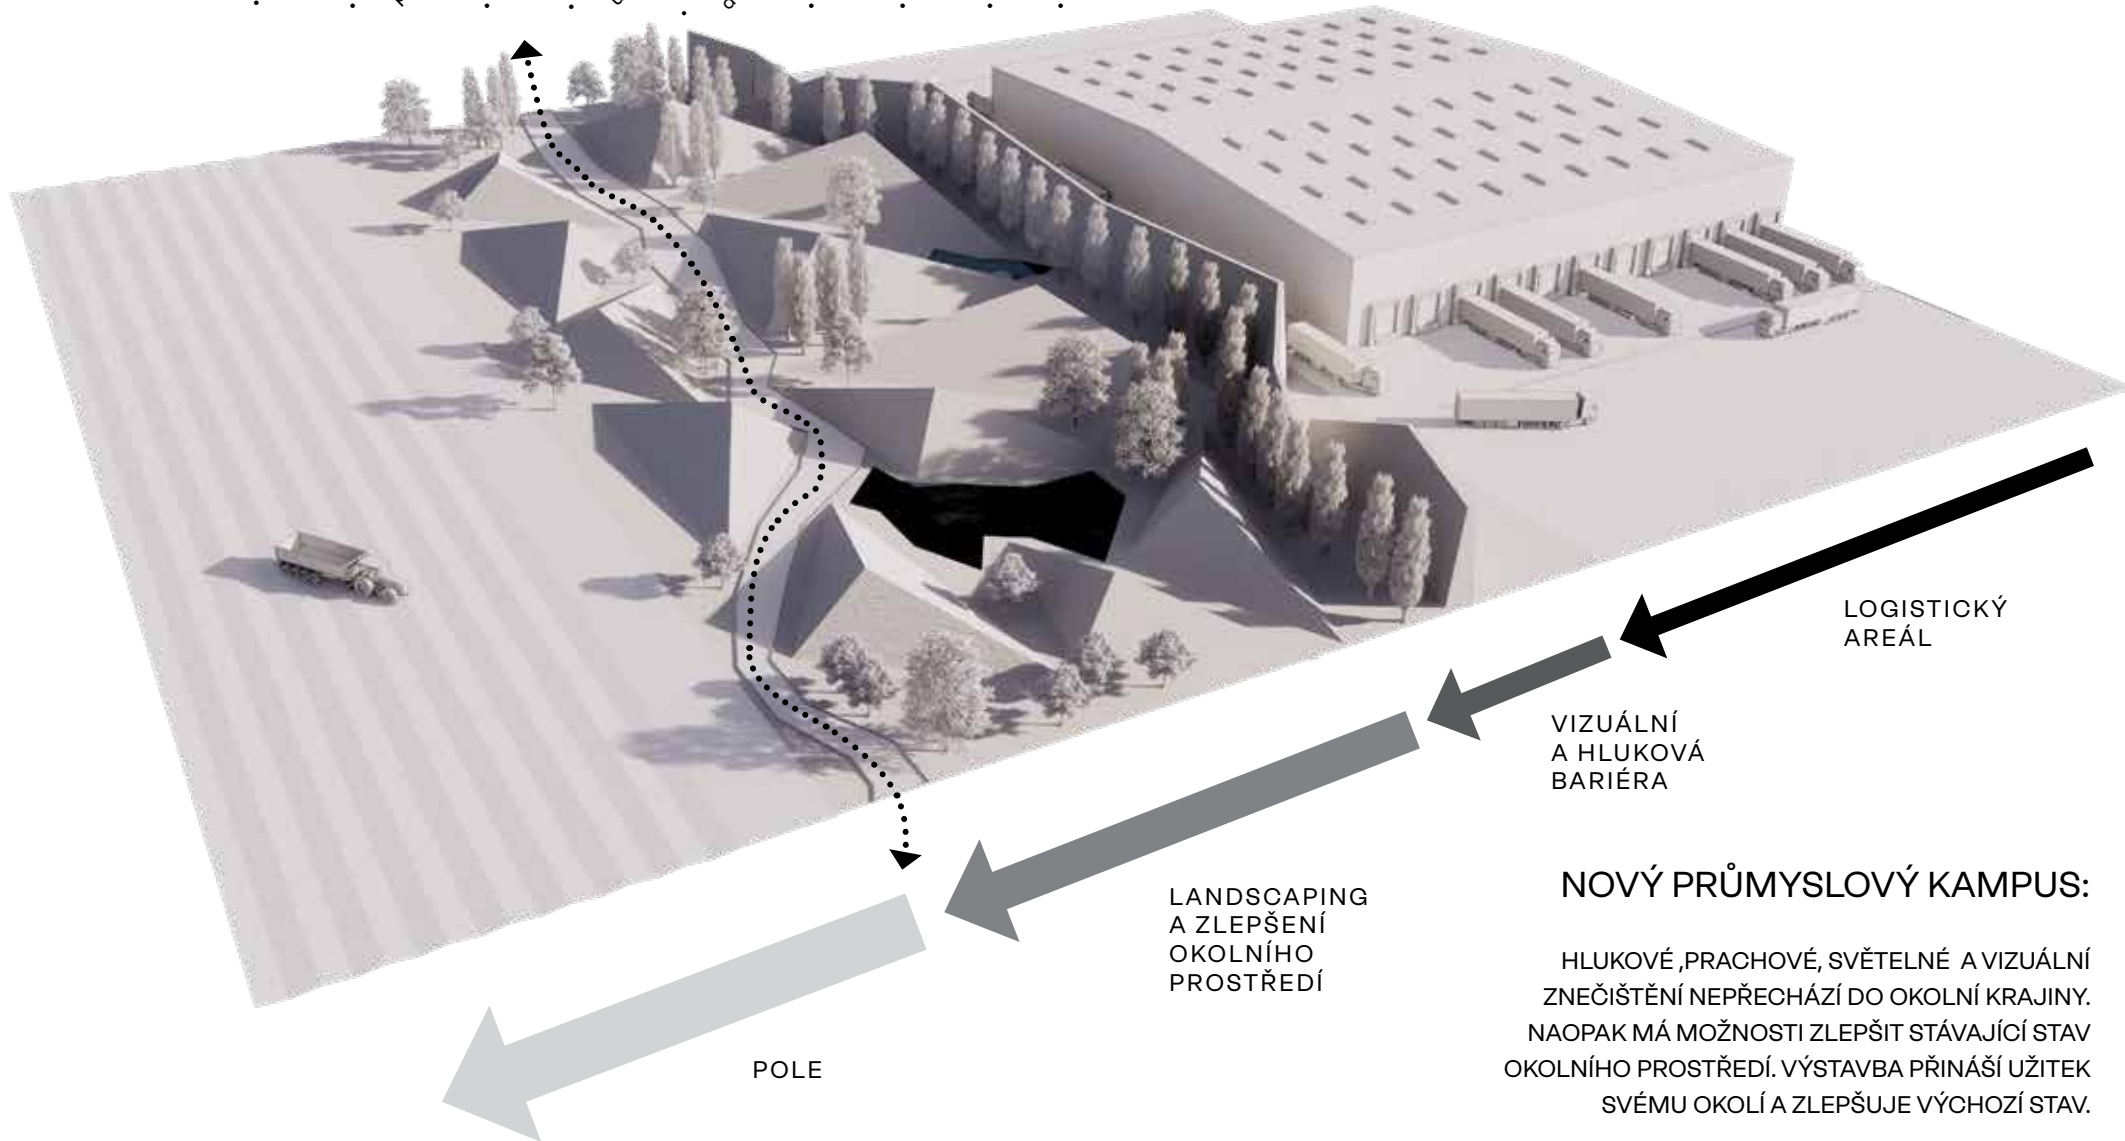 LOGISTICKÝ
AREÁL
VIZUÁLNÍ
A HLUKOVÁ
BARIÉRA
LANDSCAPING
A ZLEPŠENÍ
OKOLNÍHO
PROSTŘEDÍ
POLE
NOVÝ PRŮMYSLOVÝ KAMPUS:
HLUKOVÉ ,PRACHOVÉ, SVĚTELNÉ  A VIZUÁLNÍ
ZNEČIŠTĚNÍ NEPŘECHÁZÍ DO OKOLNÍ KRAJINY.
NAOPAK MÁ MOŽNOSTI ZLEPŠIT STÁVAJÍCÍ STAV
OKOLNÍHO PROSTŘEDÍ. VÝSTAVBA PŘINÁŠÍ UŽITEK
SVÉMU OKOLÍ A ZLEPŠUJE VÝCHOZÍ STAV.